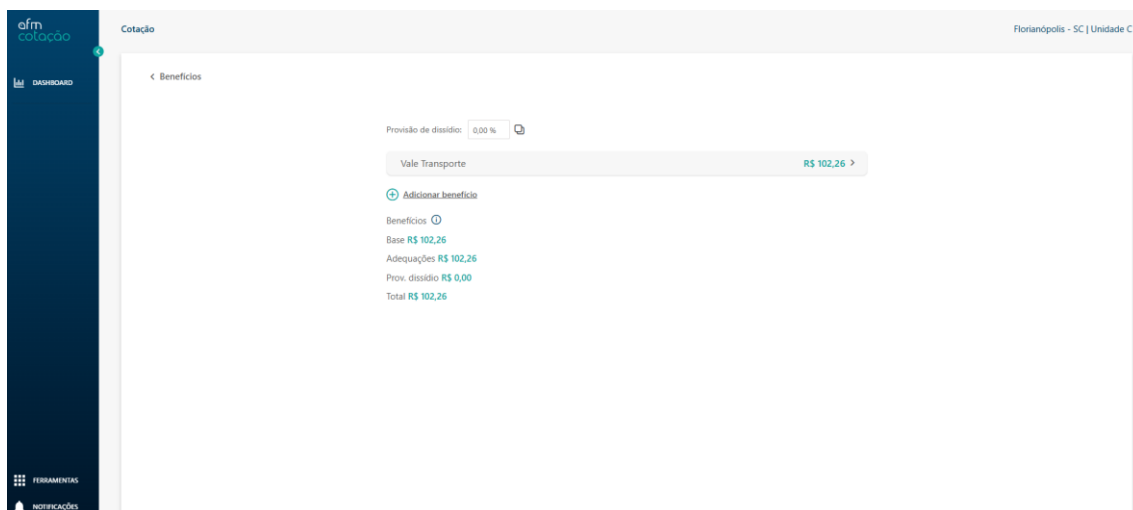 afm
cotação
Cotação
Florianópolis - SC | Unidade C
DASHBOARD
Benefícios
Provisão de dissídio: 0,00 %
Vale Transporte R$ 102,26
Adicionar benefício
Benefícios
Base R$ 102,26
Adequações R$ 102,26
Prov. dissídio R$ 0,00
Total R$ 102,26
FERRAMENTAS
NOTIFICAÇÕES